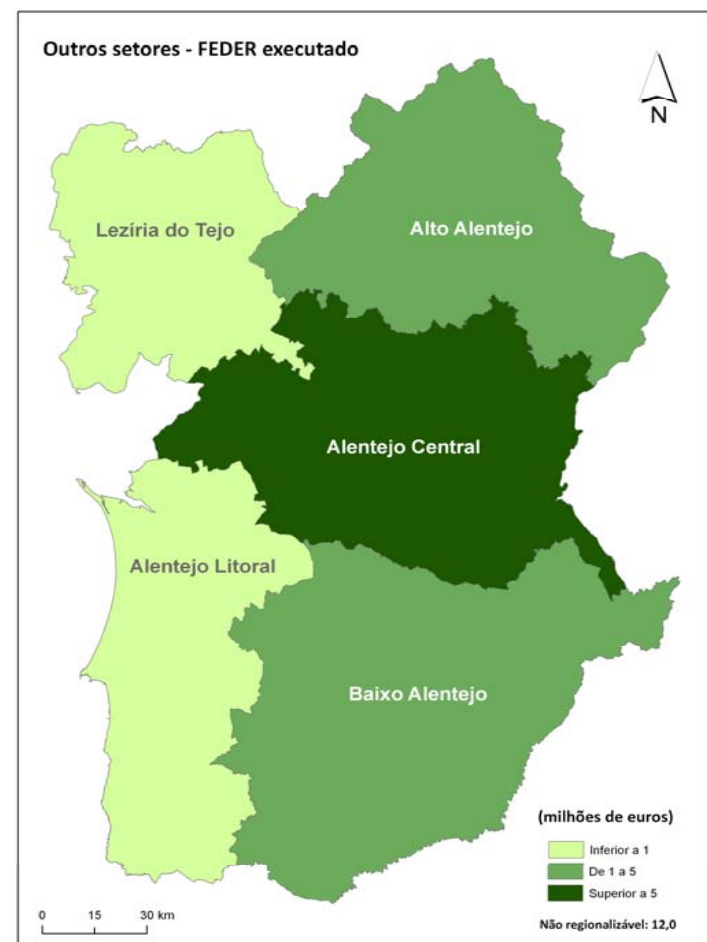 Outros setores - FEDER executado
N
Lezíria do Tejo
Alto Alentejo
Alentejo Central
Alentejo Litoral
Baixo Alentejo
(milhões de euros)
Inferior a 1
De 1 a 5
Superior a 5
0 15 30 km
Não regionalizável: 12,0